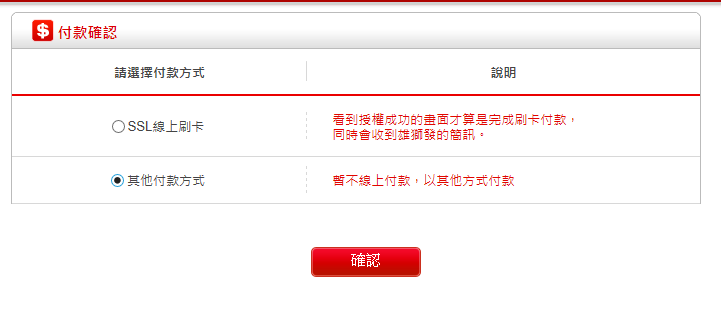 $ 付款確認
請選擇付款方式 說明
SSL線上刷卡 看到授權成功的畫面才算是完成刷卡付款，
同時會收到雄獅發的簡訊。
其他付款方式 暫不線上付款，以其他方式付款
確認